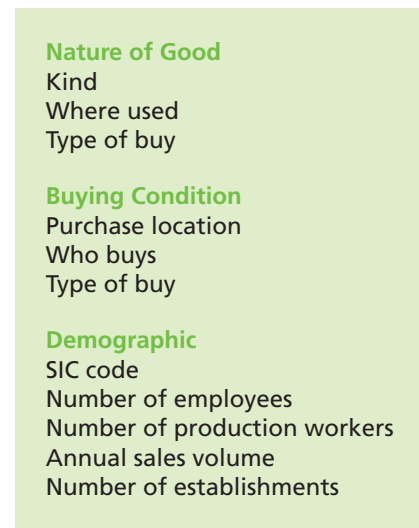 Nature of Good
Kind
Where used
Type of buy
Buying Condition
Purchase location
Who buys
Type of buy
Demographic
SIC code
Number of employees
Number of production workers
Annual sales volume
Number of establishments